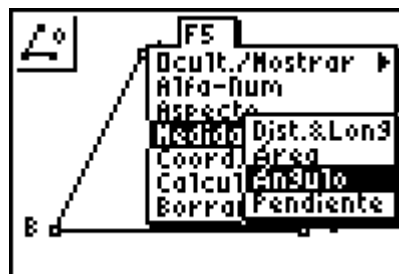 F5
Ocult./Mostrar
Alfa-Num
Aspecto
Medida
Dist.&Long
Coord
Área
Calcul
Ángulo
Borra
Pendiente
B